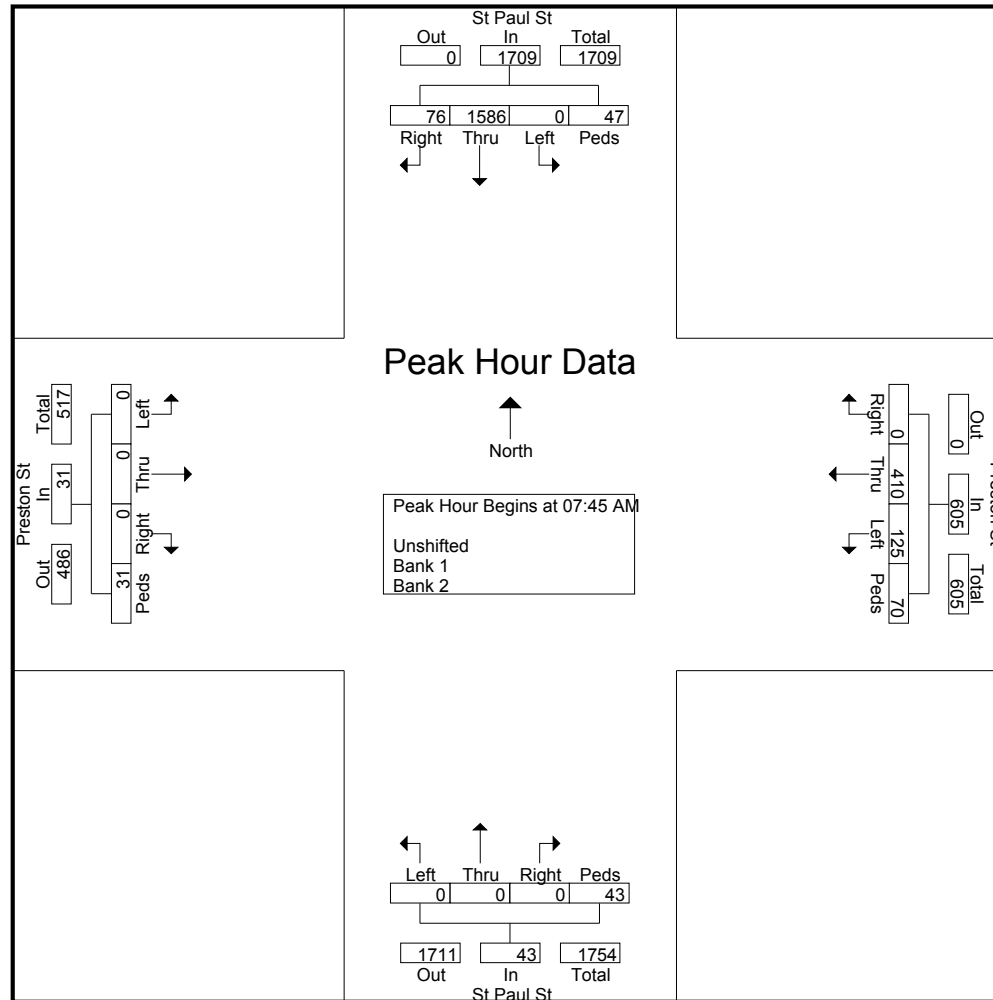 St Paul St
Out In Total
0 1709 1709
76 1586 0 47
Right Thru Left Peds
Peak Hour Data
North
Peak Hour Begins at 07:45 AM
Unshifted
Bank 1
Bank 2
Preston St
Total In Out
517 31 486
0 0 0 31
Left Thru Right Peds
Right Thru Left Peds
0 410 125 70
0 605 605
Out In Total
Left Thru Right Peds
0 0 0 43
1711 43 1754
Out In Total
St Paul St